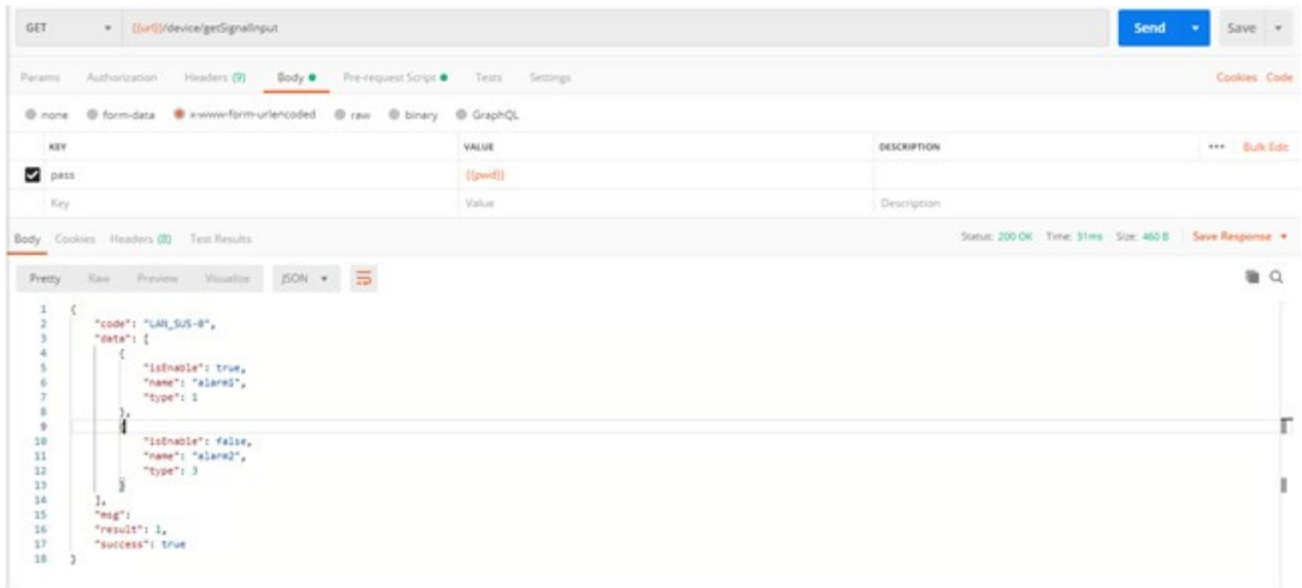 GET {{url}}/device/getSignalInput Send Save
Params Authorization Headers (9) Body Pre-request Script Tests Settings Cookies Code
none form-data x-www-form-urlencoded raw binary GraphQL
KEY VALUE DESCRIPTION ••• Bulk Edit
pass {{pwd}}
Key Value Description
Body Cookies Headers (8) Test Results Status: 200 OK Time: 31ms Size: 460 B Save Response
Pretty Raw Preview Visualize JSON
1 {
2 "code": "LAN_SUS-0",
3 "data": [
4 {
5 "isEnable": true,
6 "name": "alarm1",
7 "type": 1
8 },
9 {
10 "isEnable": false,
11 "name": "alarm2",
12 "type": 3
13 }
14 ],
15 "msg":
16 "result": 1,
17 "success": true
18 }